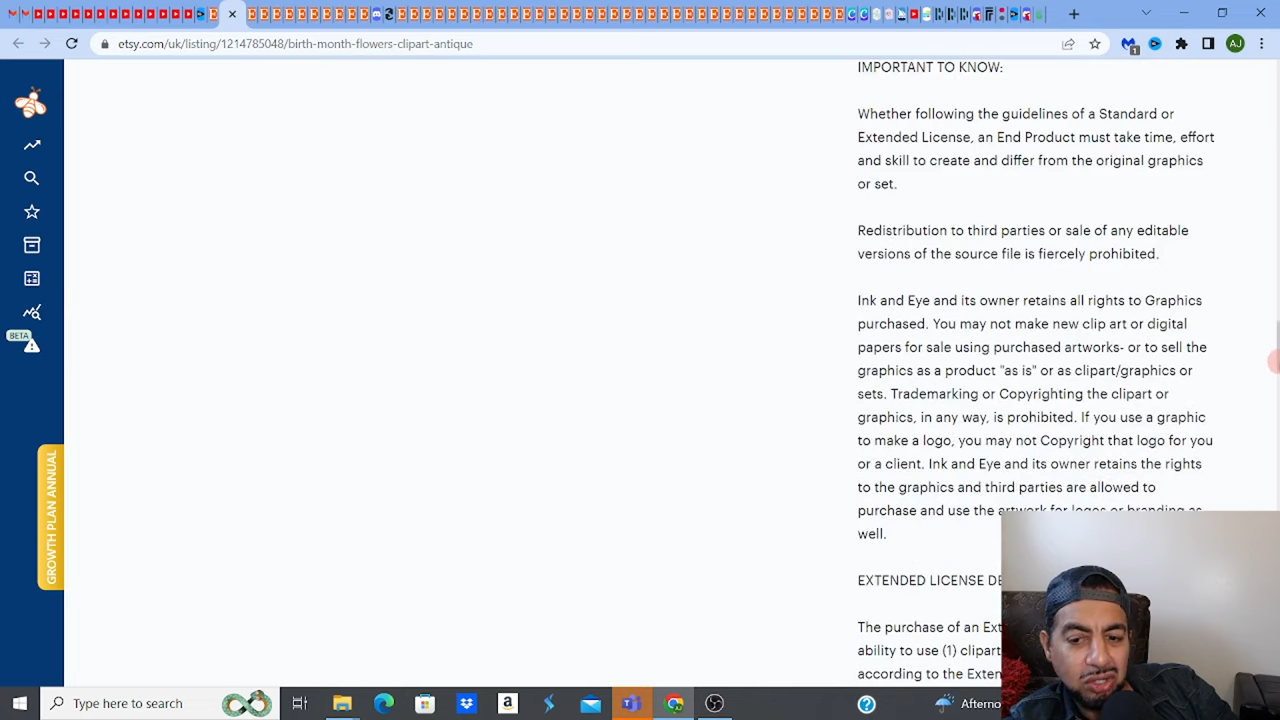 etsy.com/uk/listing/1214785048/birth-month-flowers-clipart-antique
1
AJ
IMPORTANT TO KNOW:
Whether following the guidelines of a Standard or
Extended License, an End Product must take time, effort
and skill to create and differ from the original graphics
or set.
Redistribution to third parties or sale of any editable
versions of the source file is fiercely prohibited.
Ink and Eye and its owner retains all rights to Graphics
purchased. You may not make new clip art or digital
papers for sale using purchased artworks- or to sell the
graphics as a product "as is" or as clipart/graphics or
sets. Trademarking or Copyrighting the clipart or
graphics, in any way, is prohibited. If you use a graphic
to make a logo, you may not Copyright that logo for you
or a client. Ink and Eye and its owner retains the rights
to the graphics and third parties are allowed to
purchase and use the artwork for logos or branding as
well.
EXTENDED LICENSE
The purchase of an
ability to use (1) clipart
according to the
BETA
GROWTH PLAN ANNUAL
Type here to search